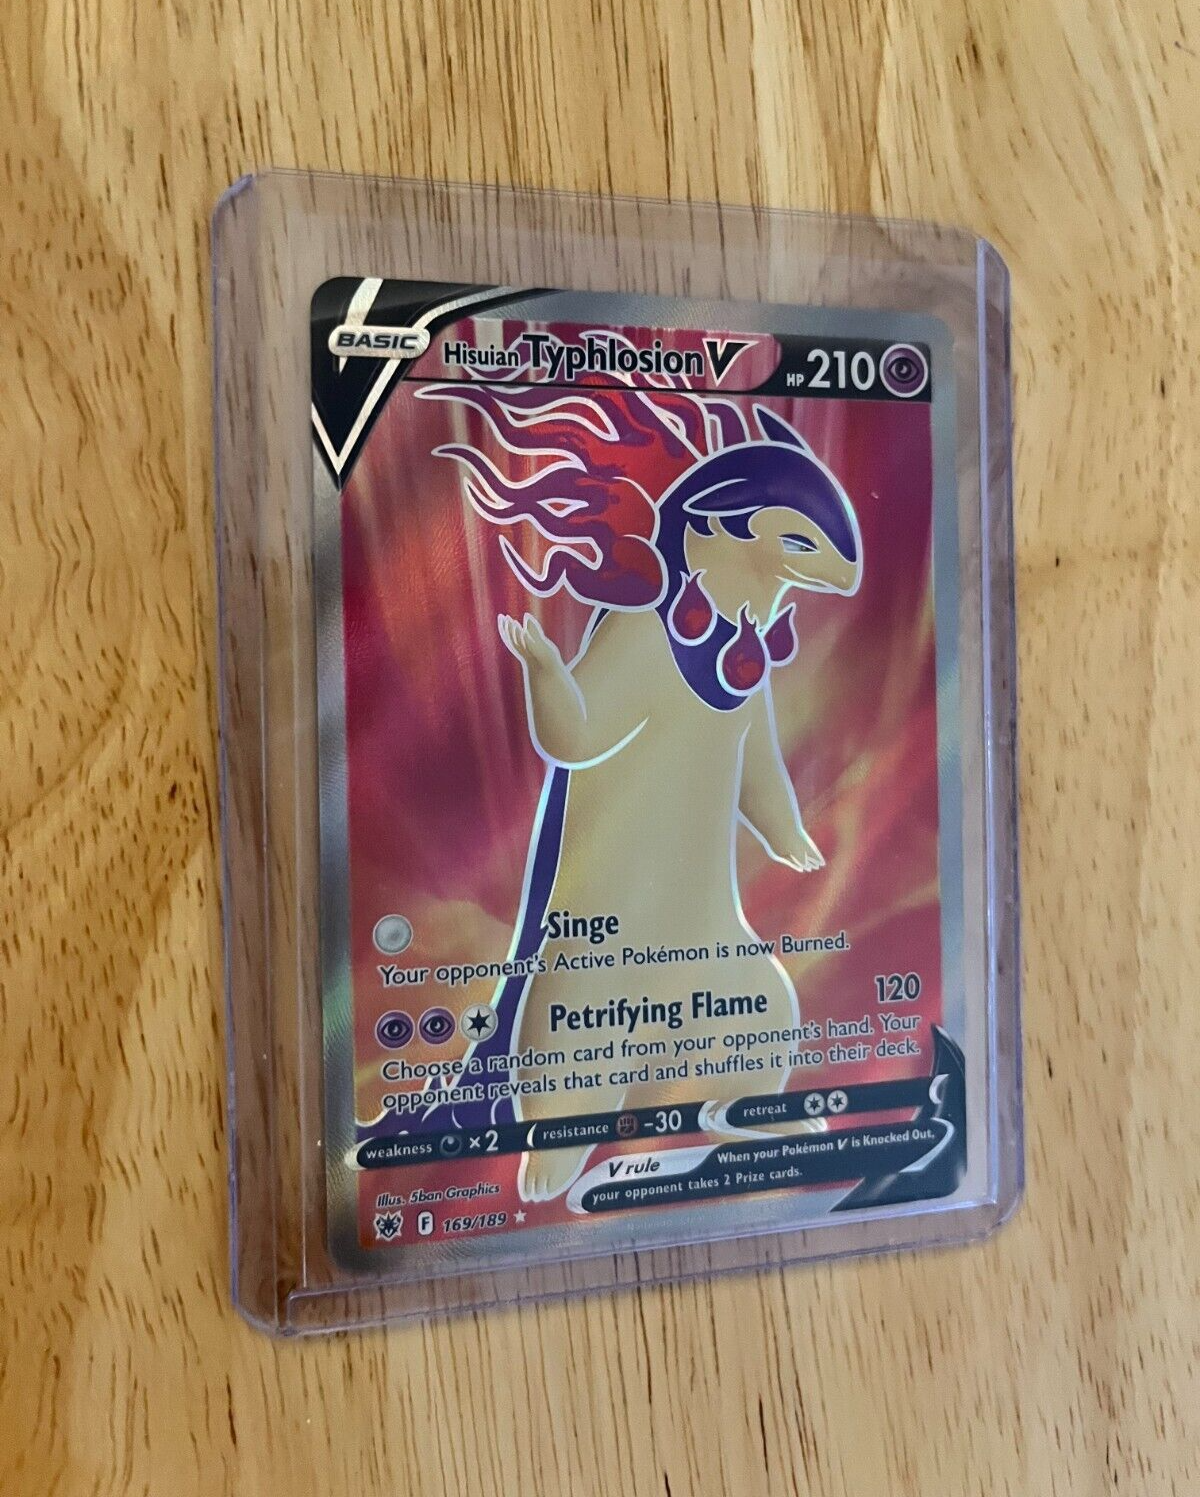 BASIC
Hisuian Typhlosion V HP 210
Singe
Your opponent's Active Pokémon is now Burned.
Petrifying Flame 120
Choose a random card from your opponent's hand. Your
opponent reveals that card and shuffles it into their deck.
weakness ×2 resistance -30 retreat
V rule When your Pokémon V is Knocked Out,
your opponent takes 2 Prize cards.
Illus. 5ban Graphics
F 169/189